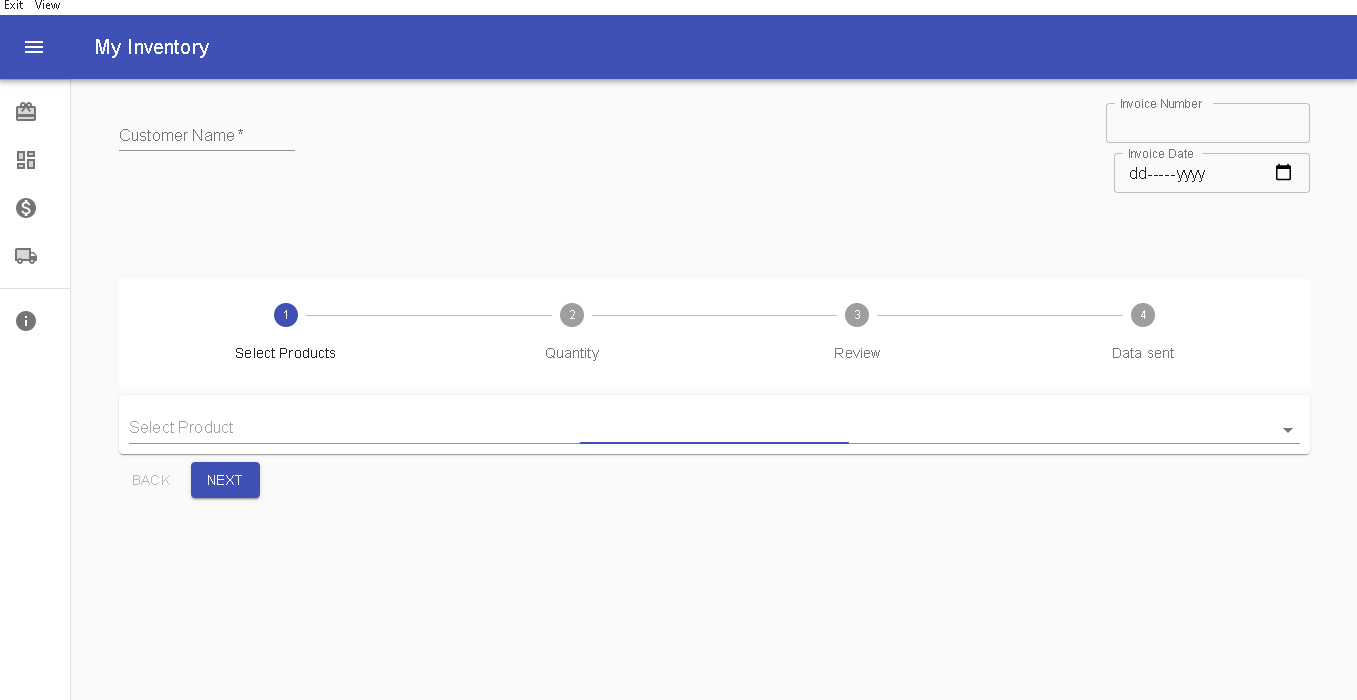 Exit View
My Inventory
Invoice Number
Customer Name *
Invoice Date
dd-----yyyy
1 2 3 4
Select Products Quantity Review Data sent
Select Product
BACK NEXT